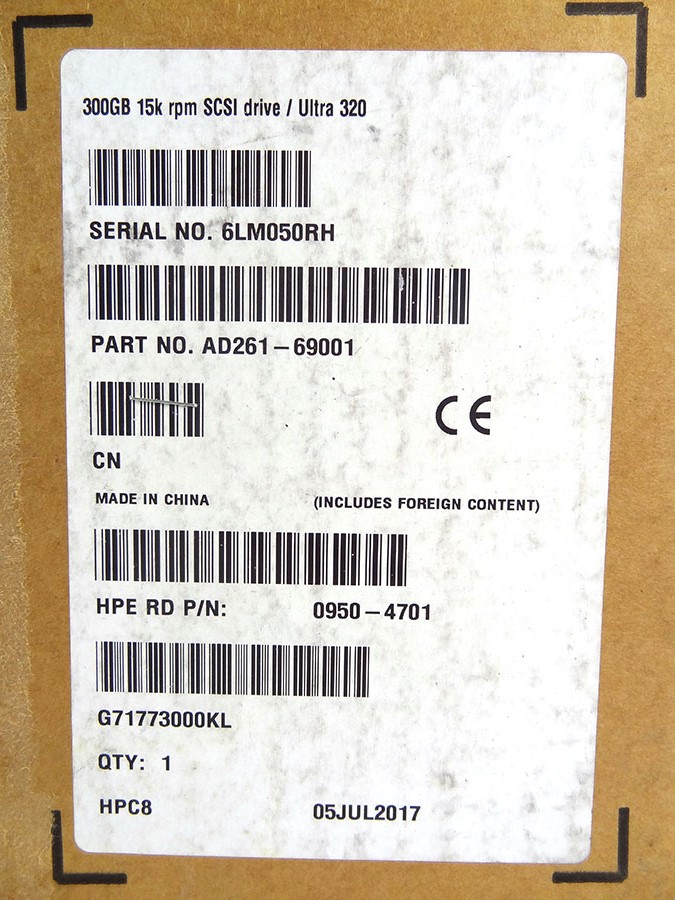 300GB 15k rpm SCSI drive / Ultra 320
SERIAL NO. 6LM050RH
PART NO. AD261-69001
CE
CN
MADE IN CHINA (INCLUDES FOREIGN CONTENT)
HPE RD P/N: 0950-4701
G71773000KL
QTY: 1
HPC8 05JUL2017